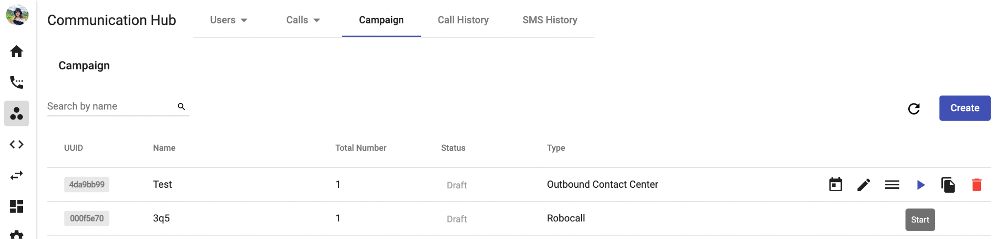 Communication Hub Users Calls Campaign Call History SMS History
Campaign
Search by name
Create
UUID Name Total Number Status Type
4da9bb99 Test 1 Draft Outbound Contact Center
000f5e70 3q5 1 Draft Robocall Start